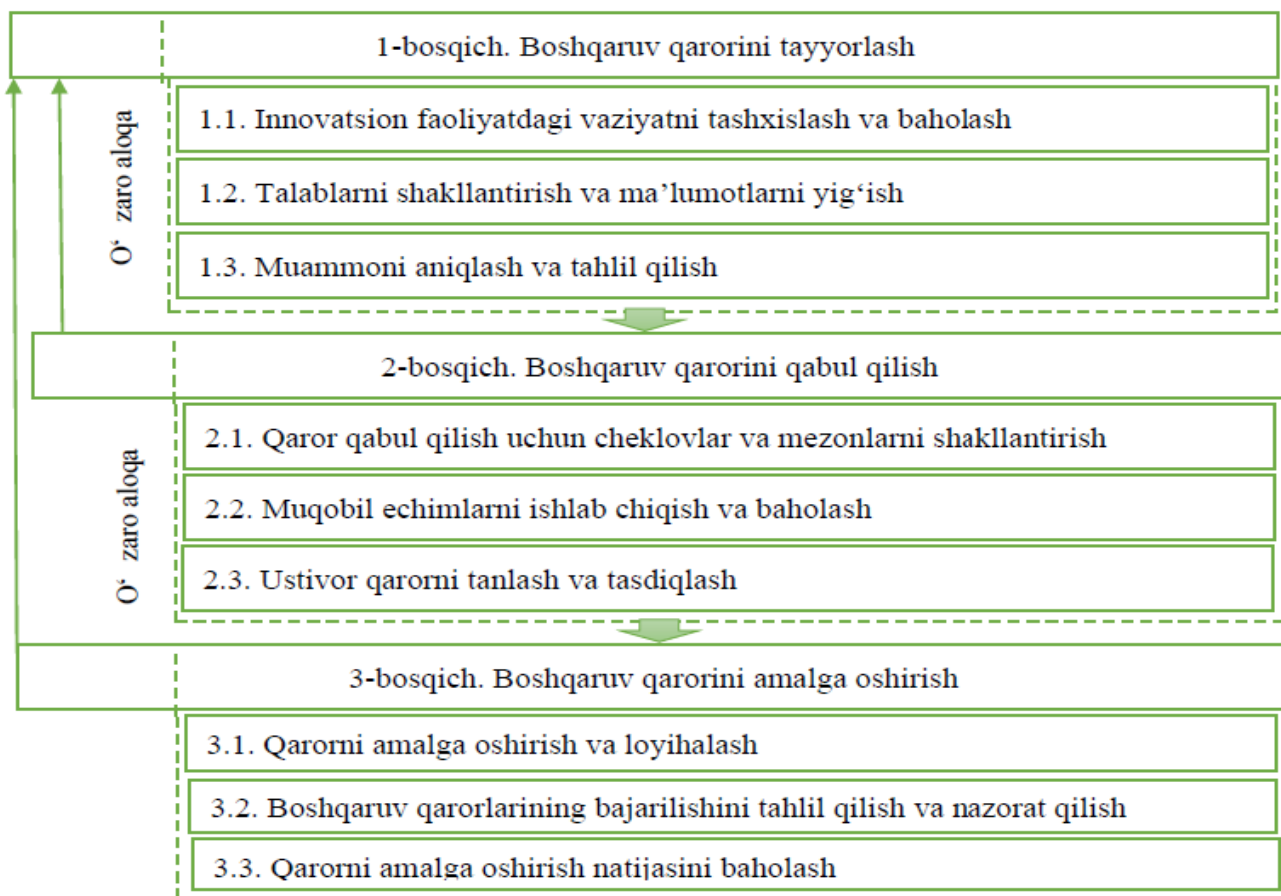 1-bosqich. Boshqaruv qarorini tayyorlash
O‘ zaro aloqa
1.1. Innovatsion faoliyatdagi vaziyatni tashxislash va baholash
1.2. Talablarni shakllantirish va ma’lumotlarni yig‘ish
1.3. Muammoni aniqlash va tahlil qilish
2-bosqich. Boshqaruv qarorini qabul qilish
O‘ zaro aloqa
2.1. Qaror qabul qilish uchun cheklovlar va mezonlarni shakllantirish
2.2. Muqobil echimlarni ishlab chiqish va baholash
2.3. Ustivor qarorni tanlash va tasdiqlash
3-bosqich. Boshqaruv qarorini amalga oshirish
3.1. Qarorni amalga oshirish va loyihalash
3.2. Boshqaruv qarorlarining bajarilishini tahlil qilish va nazorat qilish
3.3. Qarorni amalga oshirish natijasini baholash